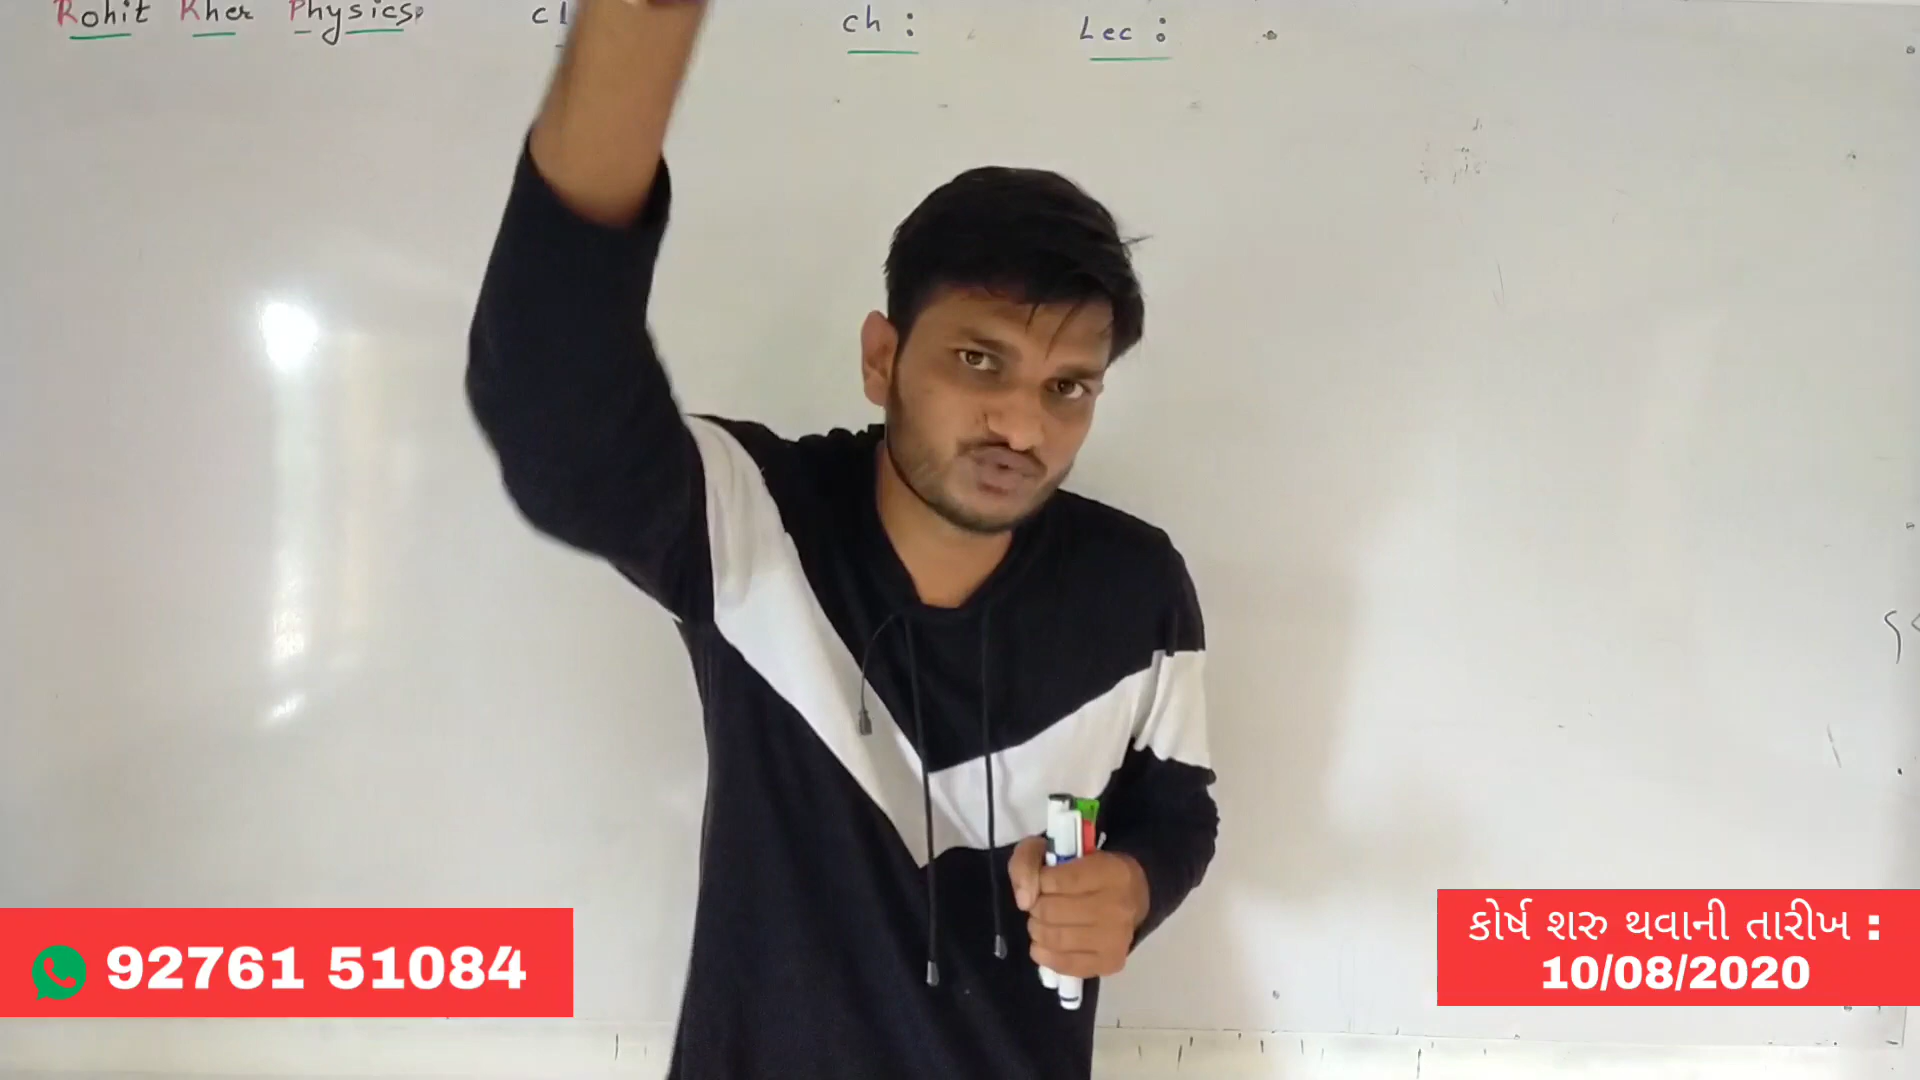 Rohit Kher Physics. ch : Lec :
92761 51084
કોર્ષ શરુ થવાની તારીખ :
10/08/2020